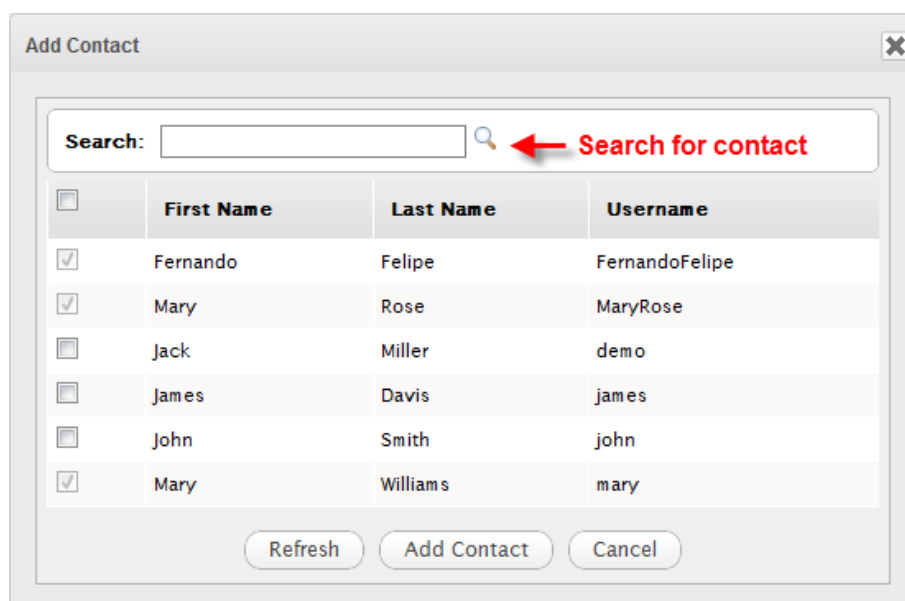 Add Contact
Search: Search for contact
First Name Last Name Username
Fernando Felipe FernandoFelipe
Mary Rose MaryRose
Jack Miller demo
James Davis james
John Smith john
Mary Williams mary
Refresh Add Contact Cancel